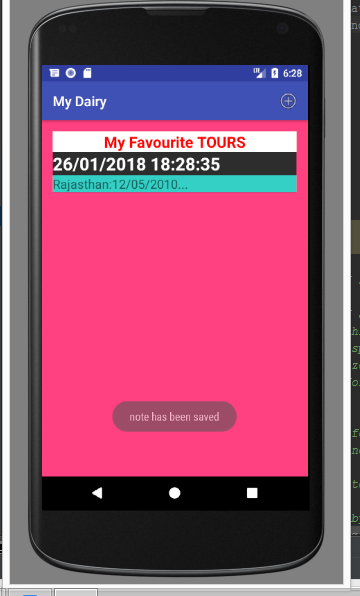 6:28
My Dairy
My Favourite TOURS
26/01/2018 18:28:35
Rajasthan:12/05/2010...
note has been saved